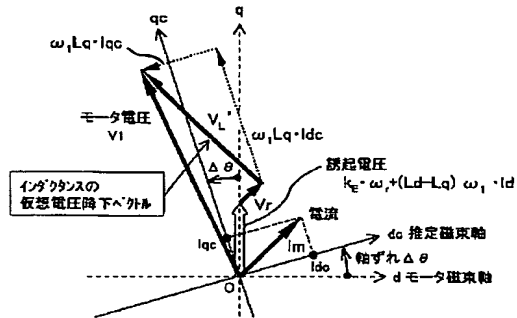 qc
q
ω1Lq・Iqc
モータ電圧
V1
VL'
ω1Lq・Idc
Δθ
誘起電圧
kE・ωr+(Ld-Lq) ω1・Id
インダクタンスの
仮想電圧降下ベクトル
Vr
電流
Iqc
Im
dc 推定磁束軸
Idc
軸ずれΔθ
O
d モータ磁束軸